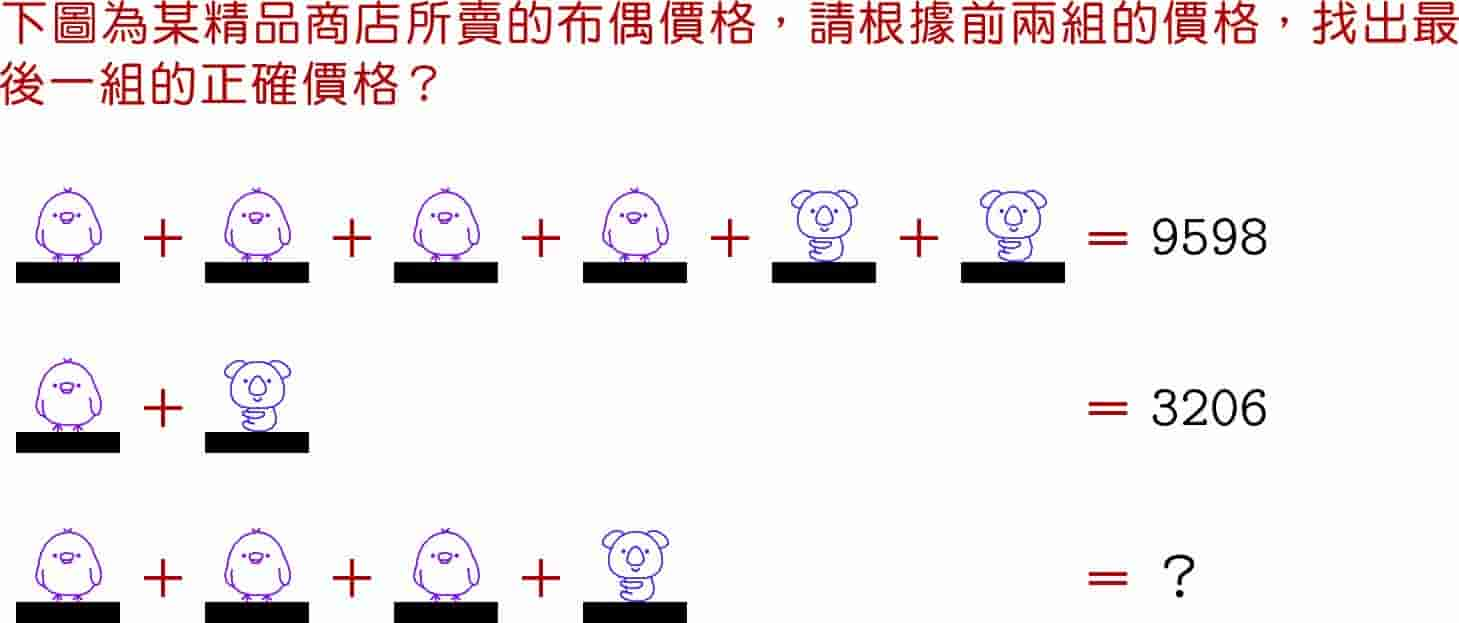 下圖為某精品商店所賣的布偶價格，請根據前兩組的價格，找出最
後一組的正確價格？
+ + + + + = 9598
+ = 3206
+ + + = ?